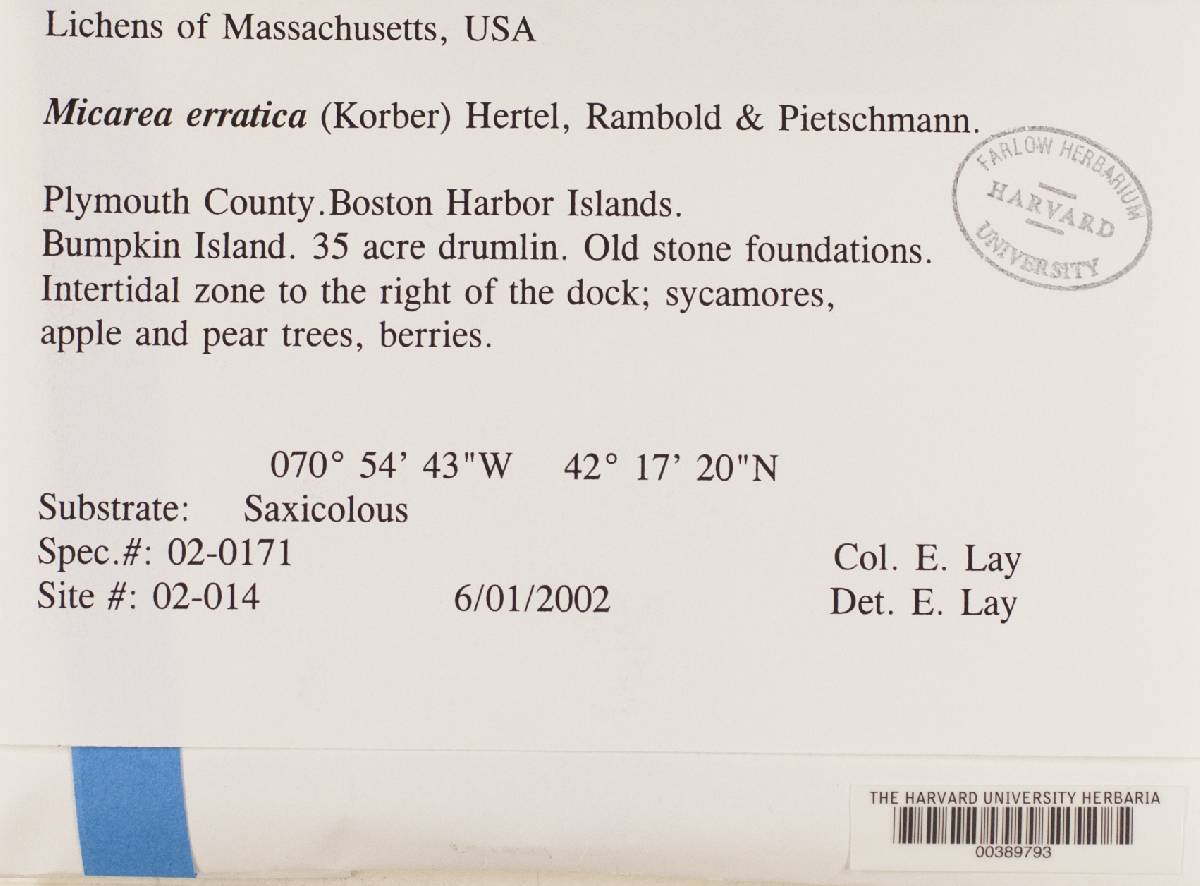 Lichens of Massachusetts, USA
Micarea erratica (Korber) Hertel, Rambold & Pietschmann.
FARLOW HERBARIUM
HARVARD
UNIVERSITY
Plymouth County.Boston Harbor Islands.
Bumpkin Island. 35 acre drumlin. Old stone foundations.
Intertidal zone to the right of the dock; sycamores,
apple and pear trees, berries.
070° 54' 43"W 42° 17' 20"N
Substrate: Saxicolous
Spec.#: 02-0171
Col. E. Lay
Site #: 02-014 6/01/2002 Det. E. Lay
THE HARVARD UNIVERSITY HERBARIA
00389793